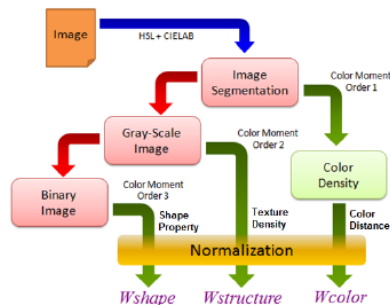 Image
HSL + CIELAB
Image
Segmentation
Color Moment
Order 1
Gray-Scale
Image
Color Moment
Order 2
Color
Density
Binary
Image
Color Moment
Order 3
Shape
Property
Texture
Density
Color
Distance
Normalization
Wshape
Wstructure
Wcolor